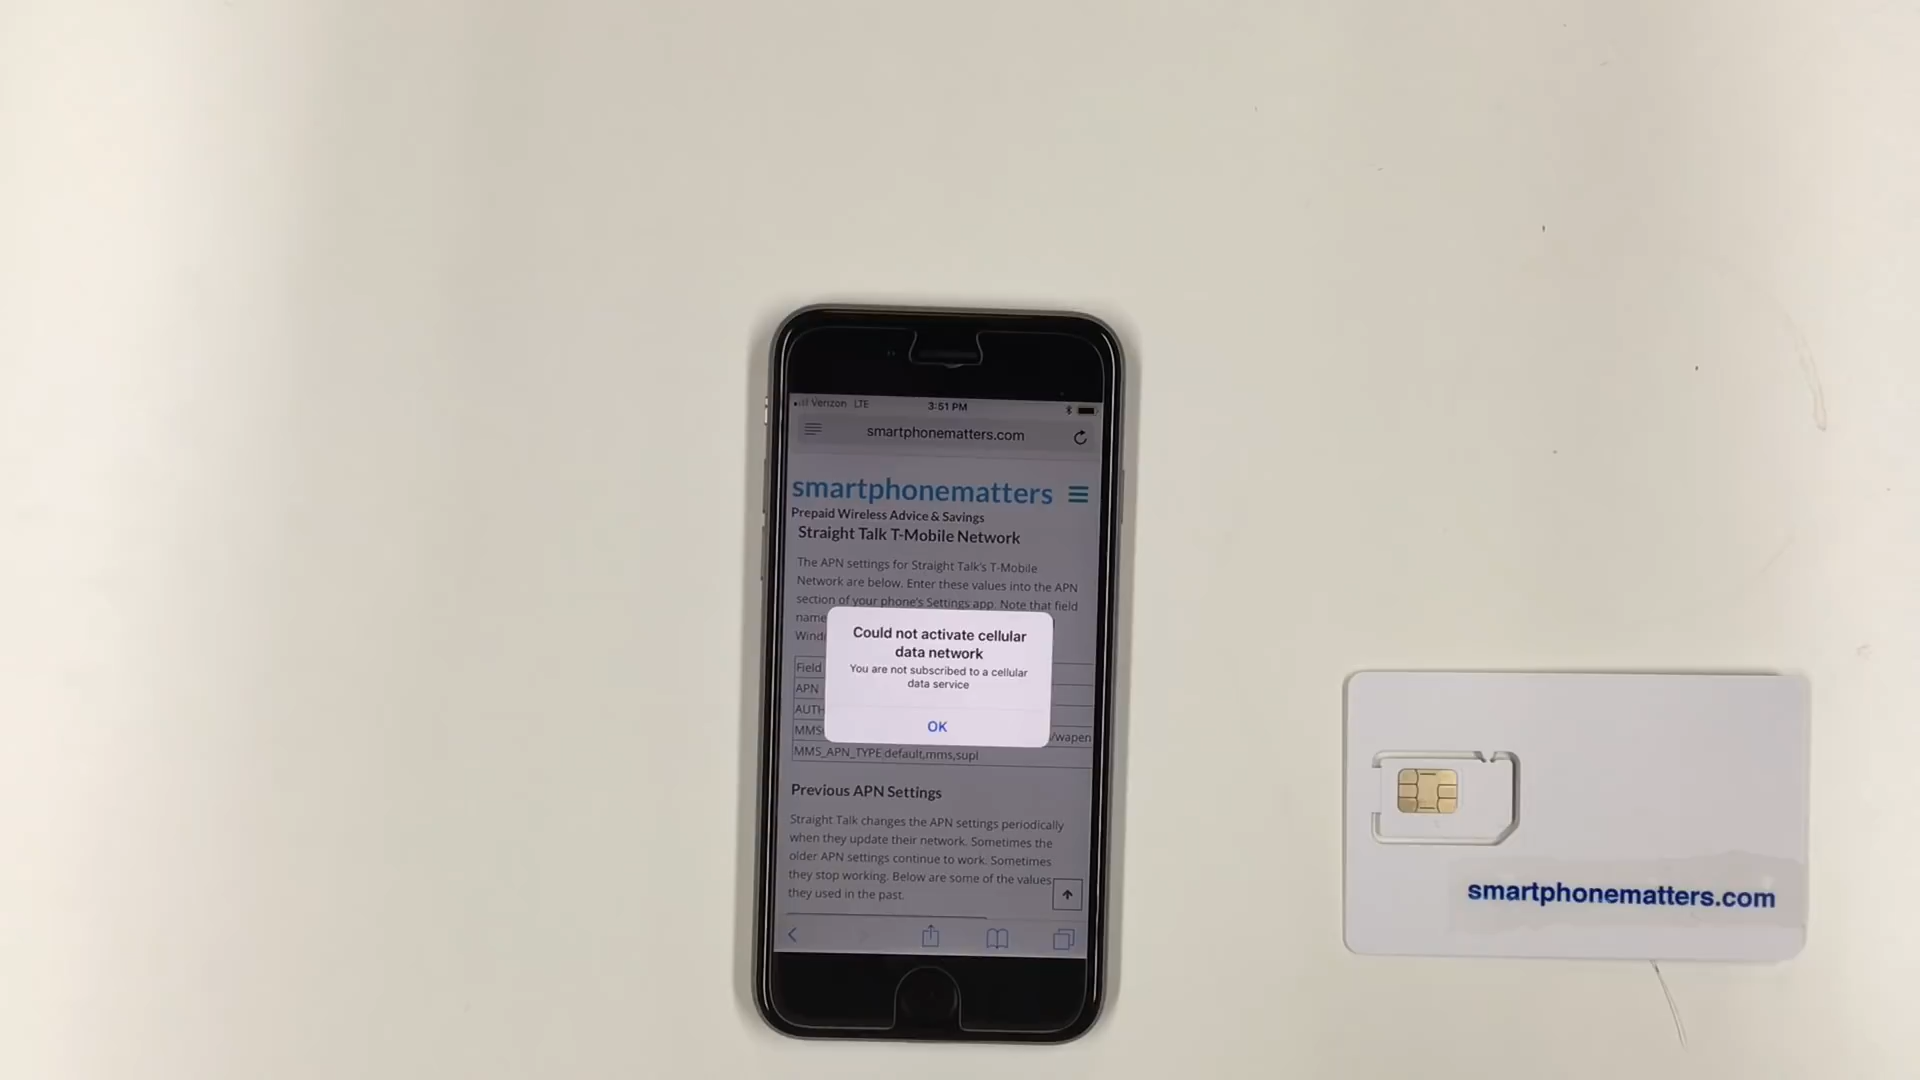 Verizon LTE
3:51 PM
smartphonematters.com
smartphonematters
Prepaid Wireless Advice & Savings
Straight Talk T-Mobile Network
The APN settings for Straight Talk's T-Mobile
Network are below. Enter these values into the APN
section of your phone's Settings app. Note that field
name
Windi
Could not activate cellular
data network
You are not subscribed to a cellular
data service
OK
Field
APN
AUTH
MMS
/wapen
MMS_APN_TYPE default,mms,supl
Previous APN Settings
Straight Talk changes the APN settings periodically
when they update their network. Sometimes the
older APN settings continue to work. Sometimes
they stop working. Below are some of the values
they used in the past.
smartphonematters.com